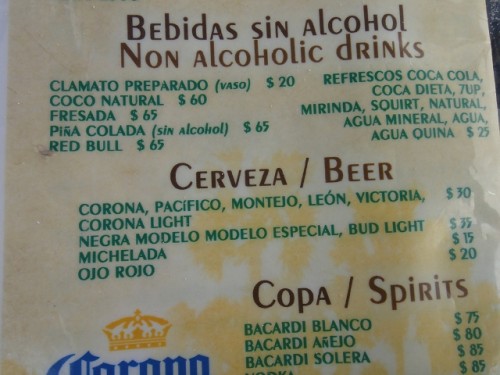 Bebidas sin alcohol
Non alcoholic drinks
CLAMATO PREPARADO (vaso) $ 20
COCO NATURAL $ 60
FRESADA $ 65
PIÑA COLADA (sin alcohol) $ 65
RED BULL $ 65
REFRESCOS COCA COLA,
COCA DIETA, 7UP,
MIRINDA, SQUIRT, NATURAL,
AGUA MINERAL, AGUA,
AGUA QUINA $ 25
Cerveza / Beer
CORONA, PACÍFICO, MONTEJO, LEÓN, VICTORIA, $ 30
CORONA LIGHT
NEGRA MODELO MODELO ESPECIAL, BUD LIGHT $ 35
MICHELADA $ 15
OJO ROJO $ 20
Copa / Spirits
BACARDI BLANCO $ 75
BACARDI AÑEJO $ 80
BACARDI SOLERA $ 85
VODKA $ 85
Corona